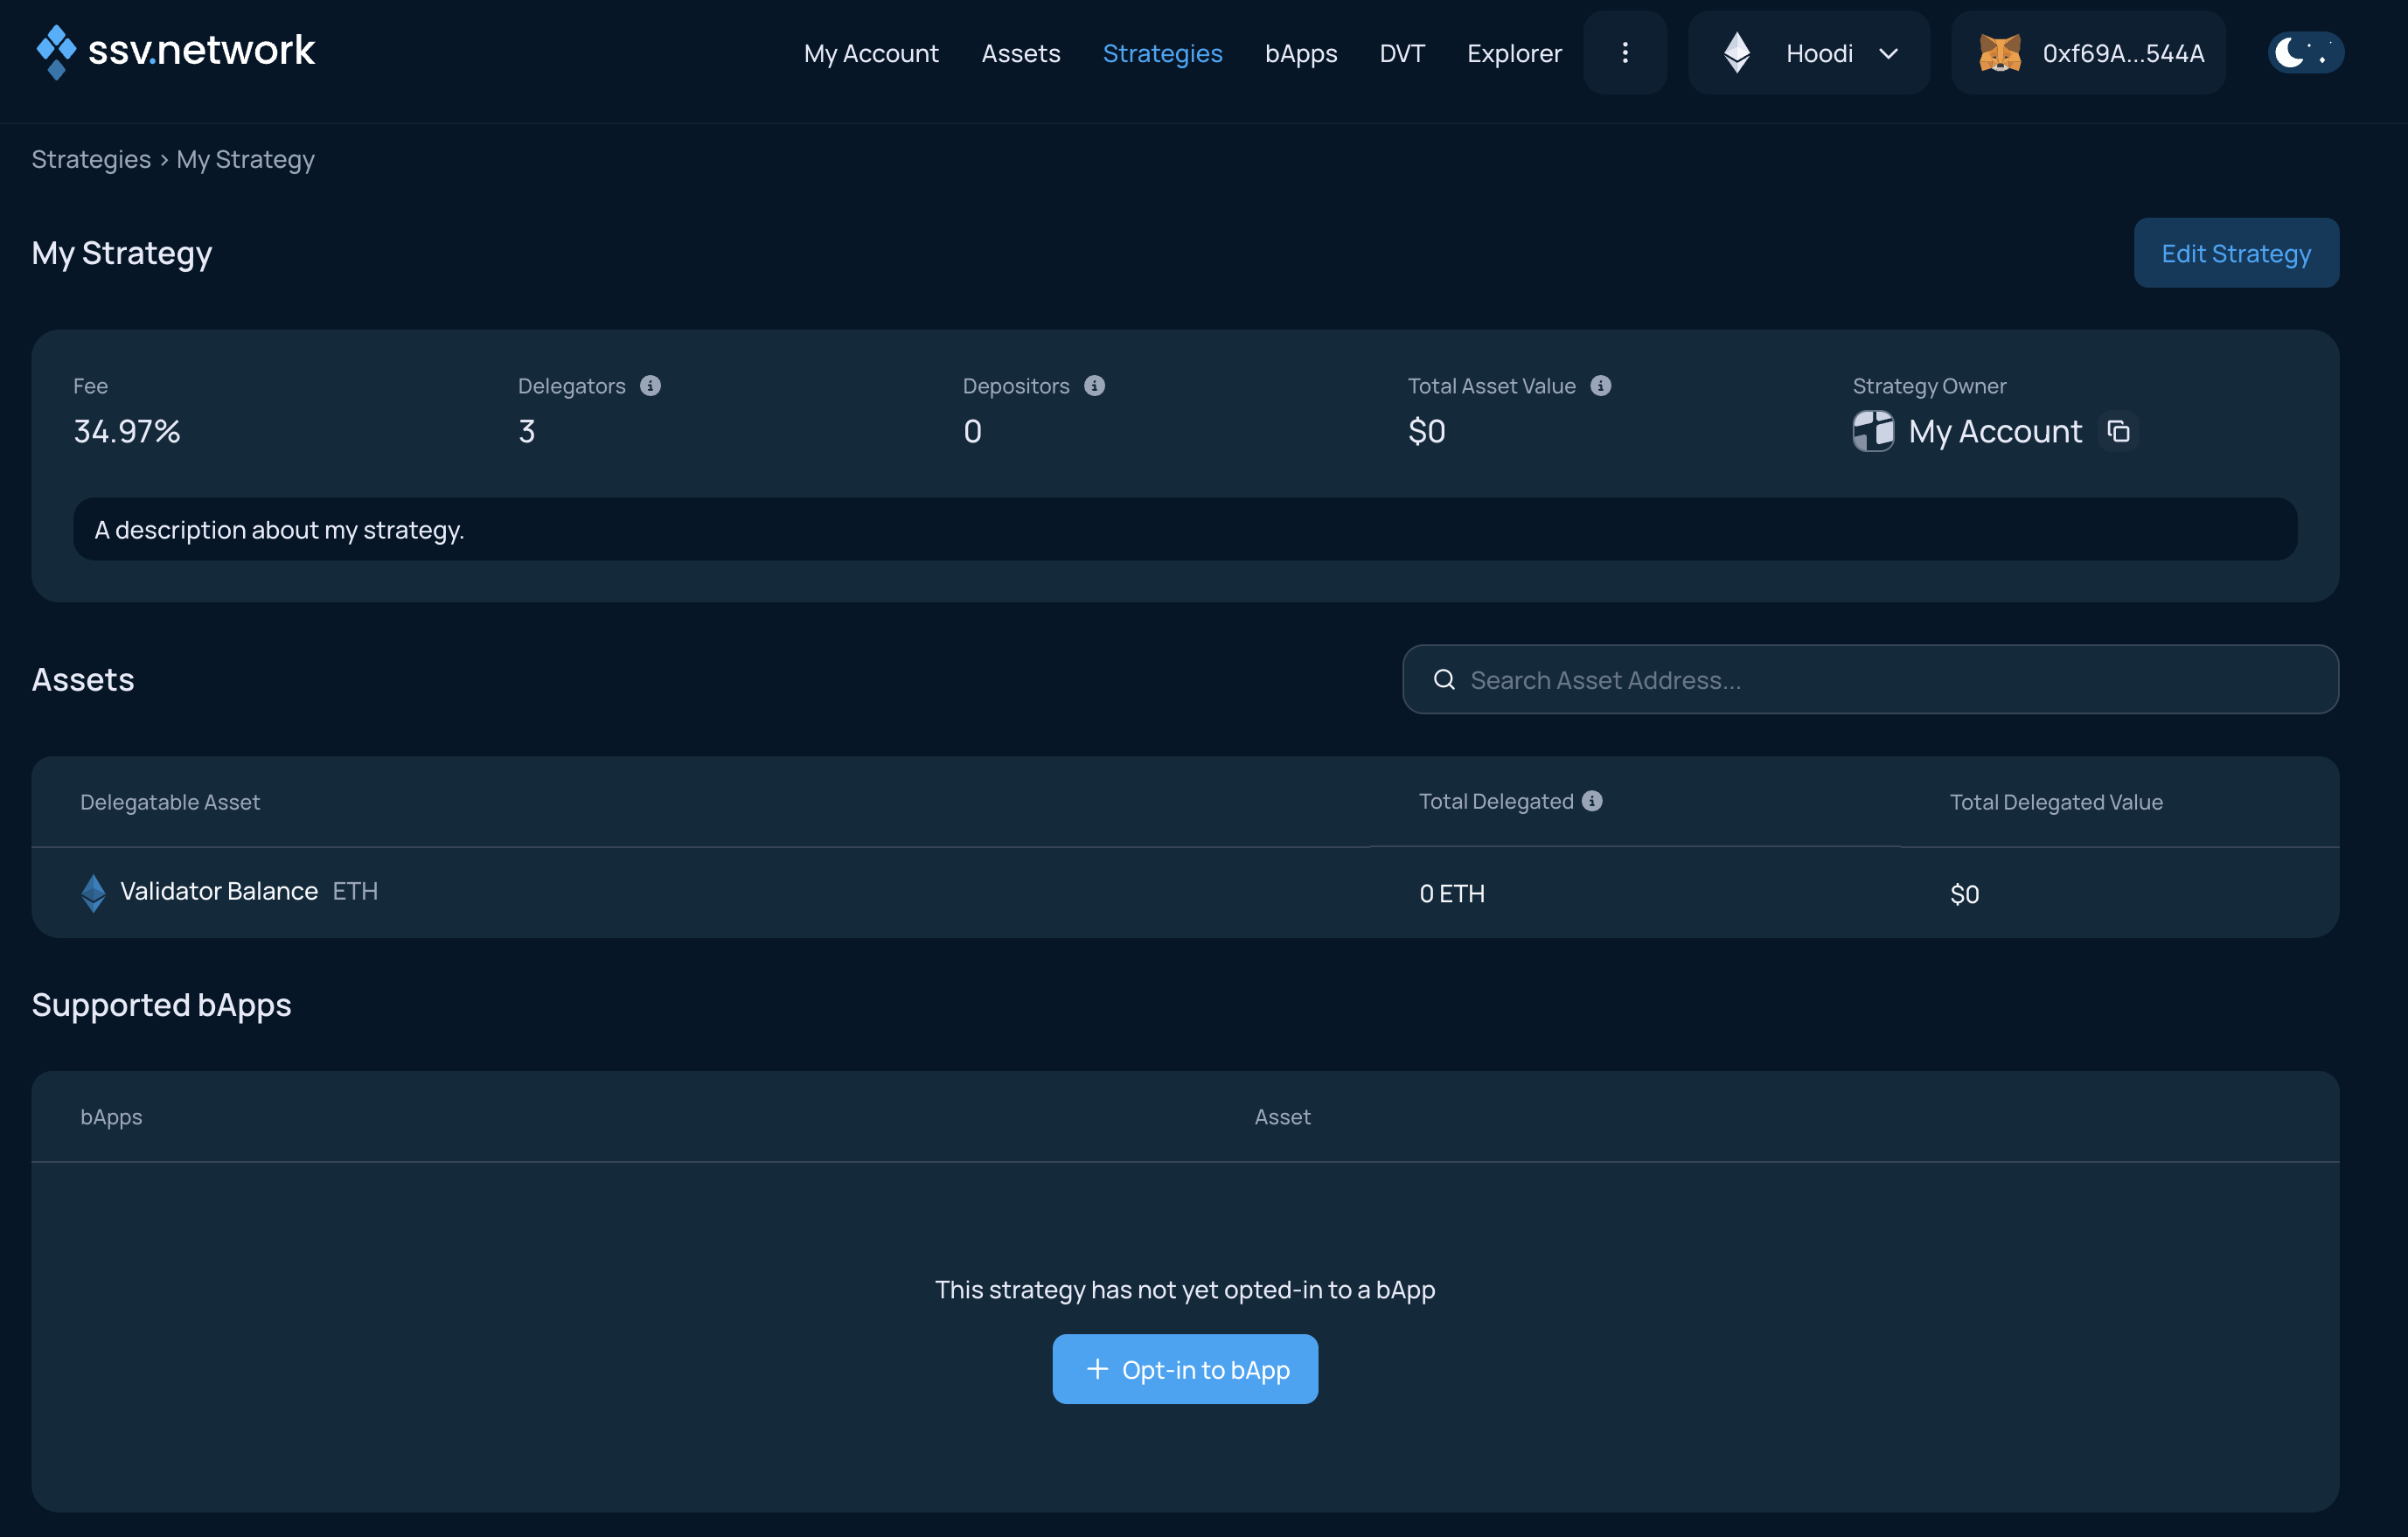 ssv.network
My Account Assets Strategies bApps DVT Explorer Hoodi 0xf69A...544A
Strategies > My Strategy
My Strategy
Edit Strategy
Fee Delegators Depositors Total Asset Value Strategy Owner
34.97% 3 0 $0 My Account
A description about my strategy.
Assets
Search Asset Address...
Delegatable Asset Total Delegated Total Delegated Value
Validator Balance ETH 0 ETH $0
Supported bApps
bApps Asset
This strategy has not yet opted-in to a bApp
+ Opt-in to bApp